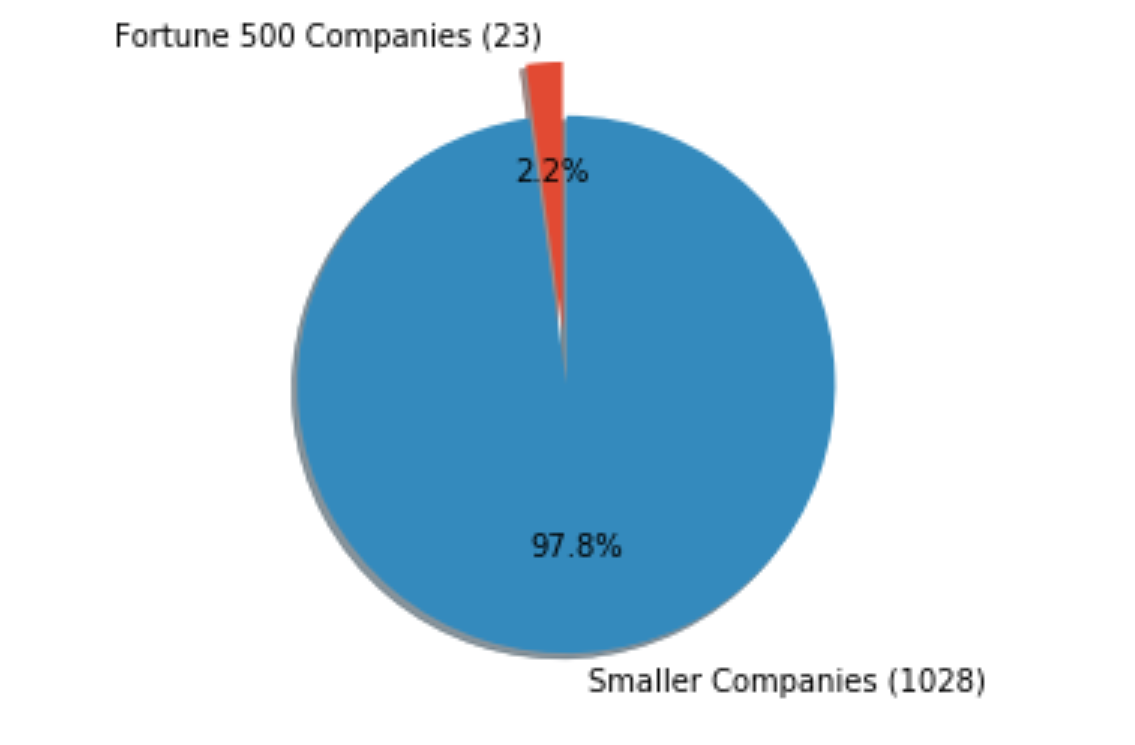 Fortune 500 Companies (23)
2.2%
97.8%
Smaller Companies (1028)